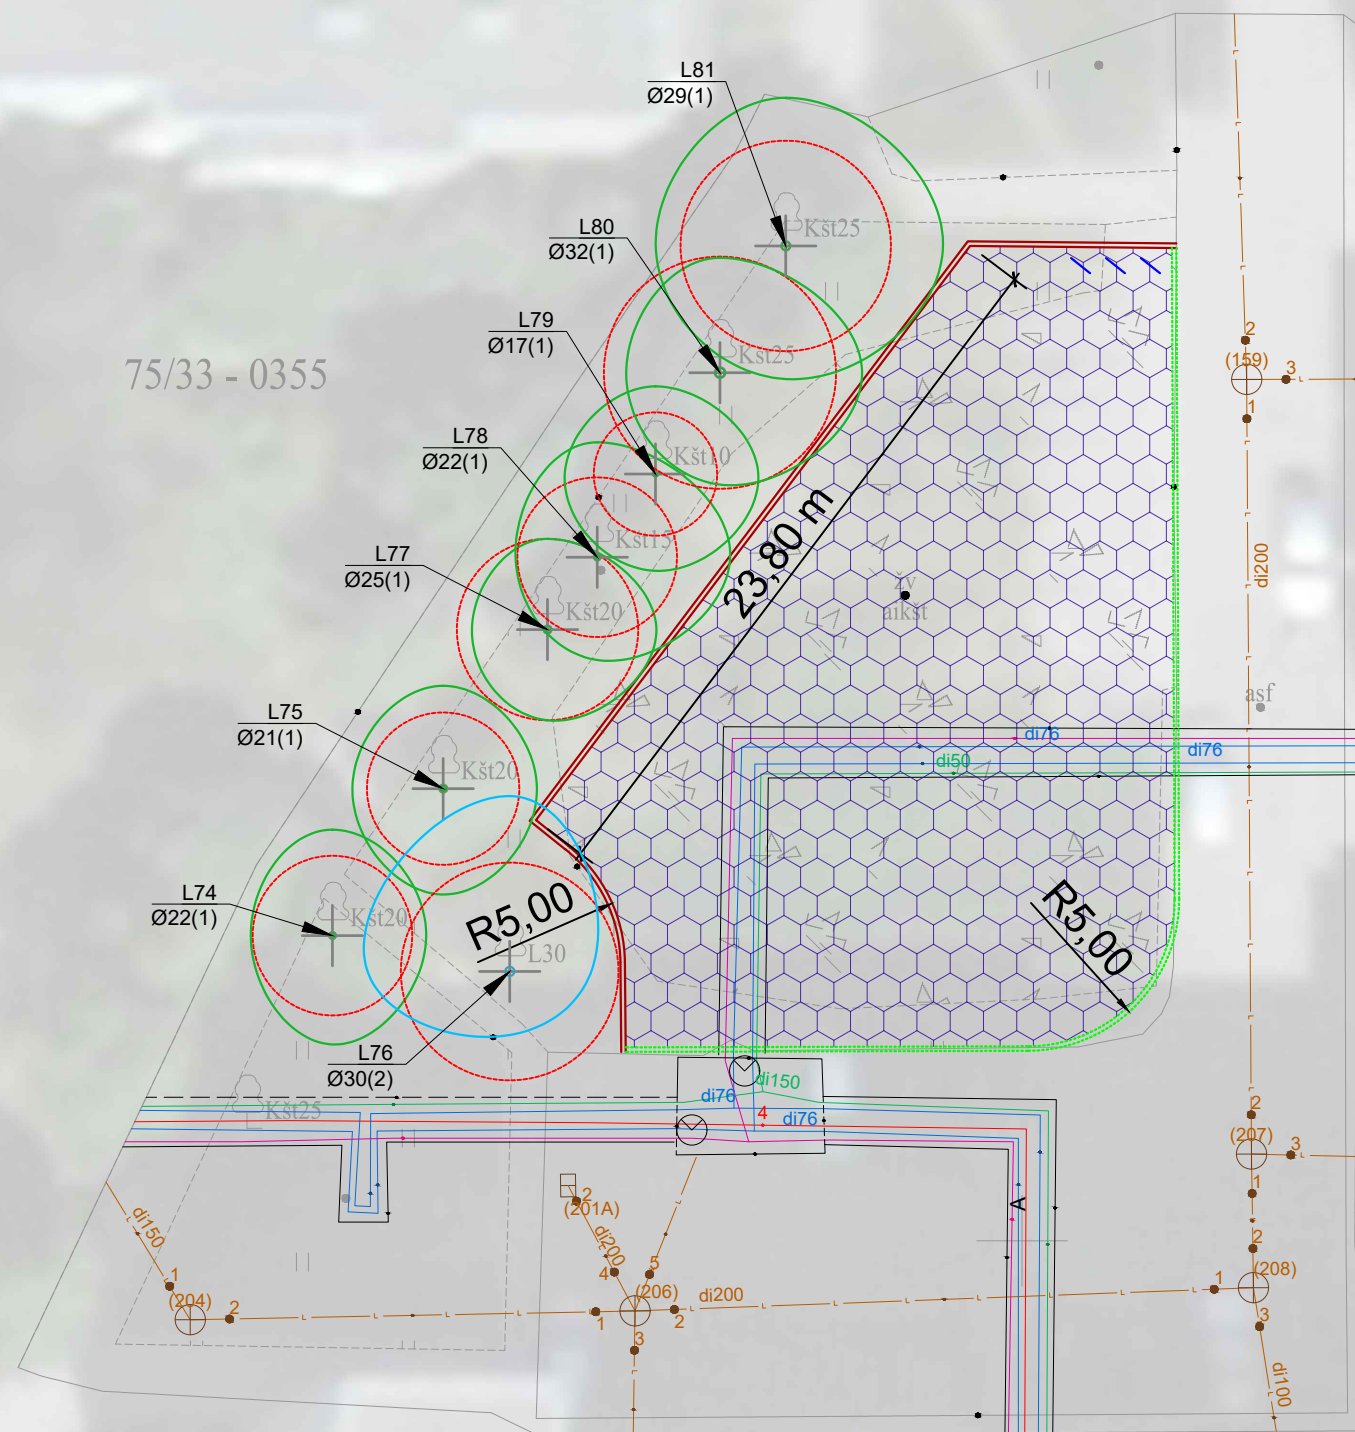 L81
Ø29(1)
Kšt25
L80
Ø32(1)
Kšt25
L79
Ø17(1)
Kšt10
L78
Ø22(1)
Kšt15
L77
Ø25(1)
Kšt20
75/33 - 0355
23,80 m
žv
aikšt
2
(159)
3
1
di200
asf
L75
Ø21(1)
Kšt20
di76
di76
di50
L74
Ø22(1)
Kšt20
R5,00
R5,00
L30
L76
Ø30(2)
Kšt25
di150
di76
4
di76
A
2
(207)
3
1
2
(208)
1
3
di100
di150
1
(204)
2
2
(201A)
di200
4
5
(206)
di200
1
2
3